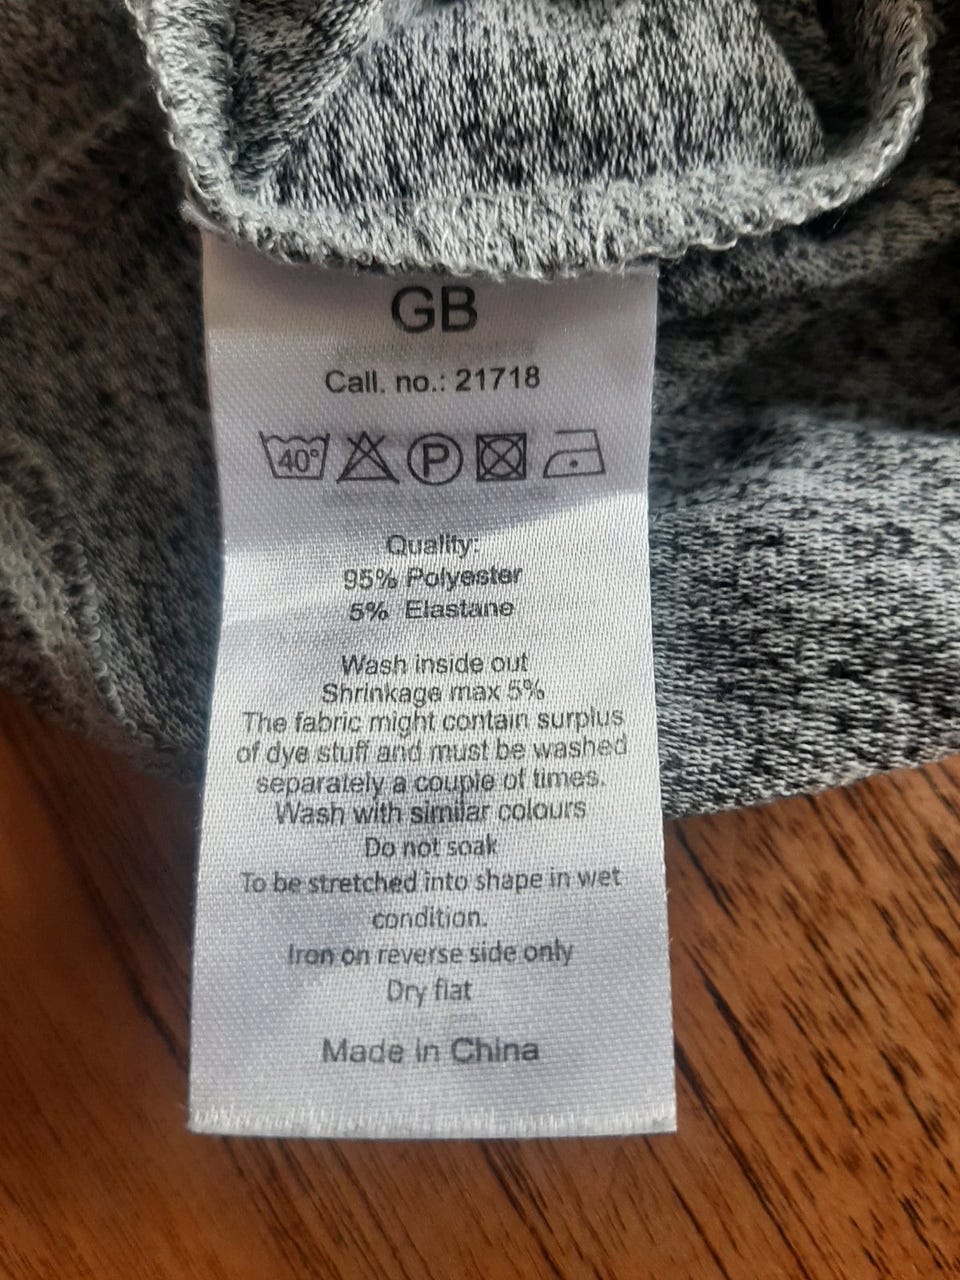 GB
Call. no.: 21718
40° P
Quality:
95% Polyester
5% Elastane
Wash inside out
Shrinkage max 5%
The fabric might contain surplus
of dye stuff and must be washed
separately a couple of times.
Wash with similar colours
Do not soak
To be stretched into shape in wet
condition.
Iron on reverse side only
Dry flat
Made in China